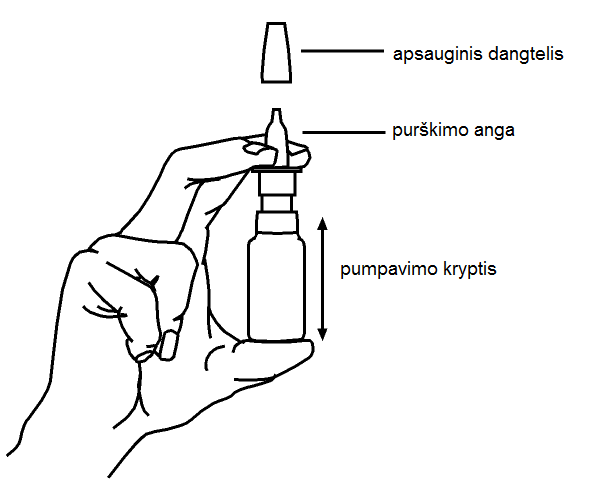 apsauginis dangtelis
purškimo anga
pumpavimo kryptis